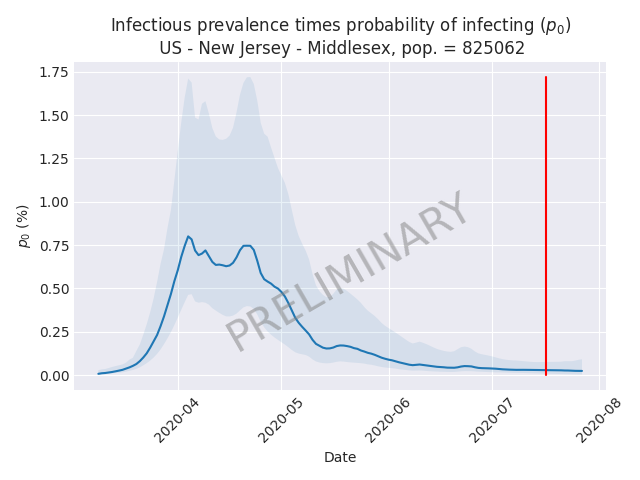 Infectious prevalence times probability of infecting (p₀)
US - New Jersey - Middlesex, pop. = 825062
1.75
1.50
1.25
1.00
0.75
0.50
0.25
0.00
p₀ (%)
PRELIMINARY
2020-04
2020-05
2020-06
2020-07
2020-08
Date